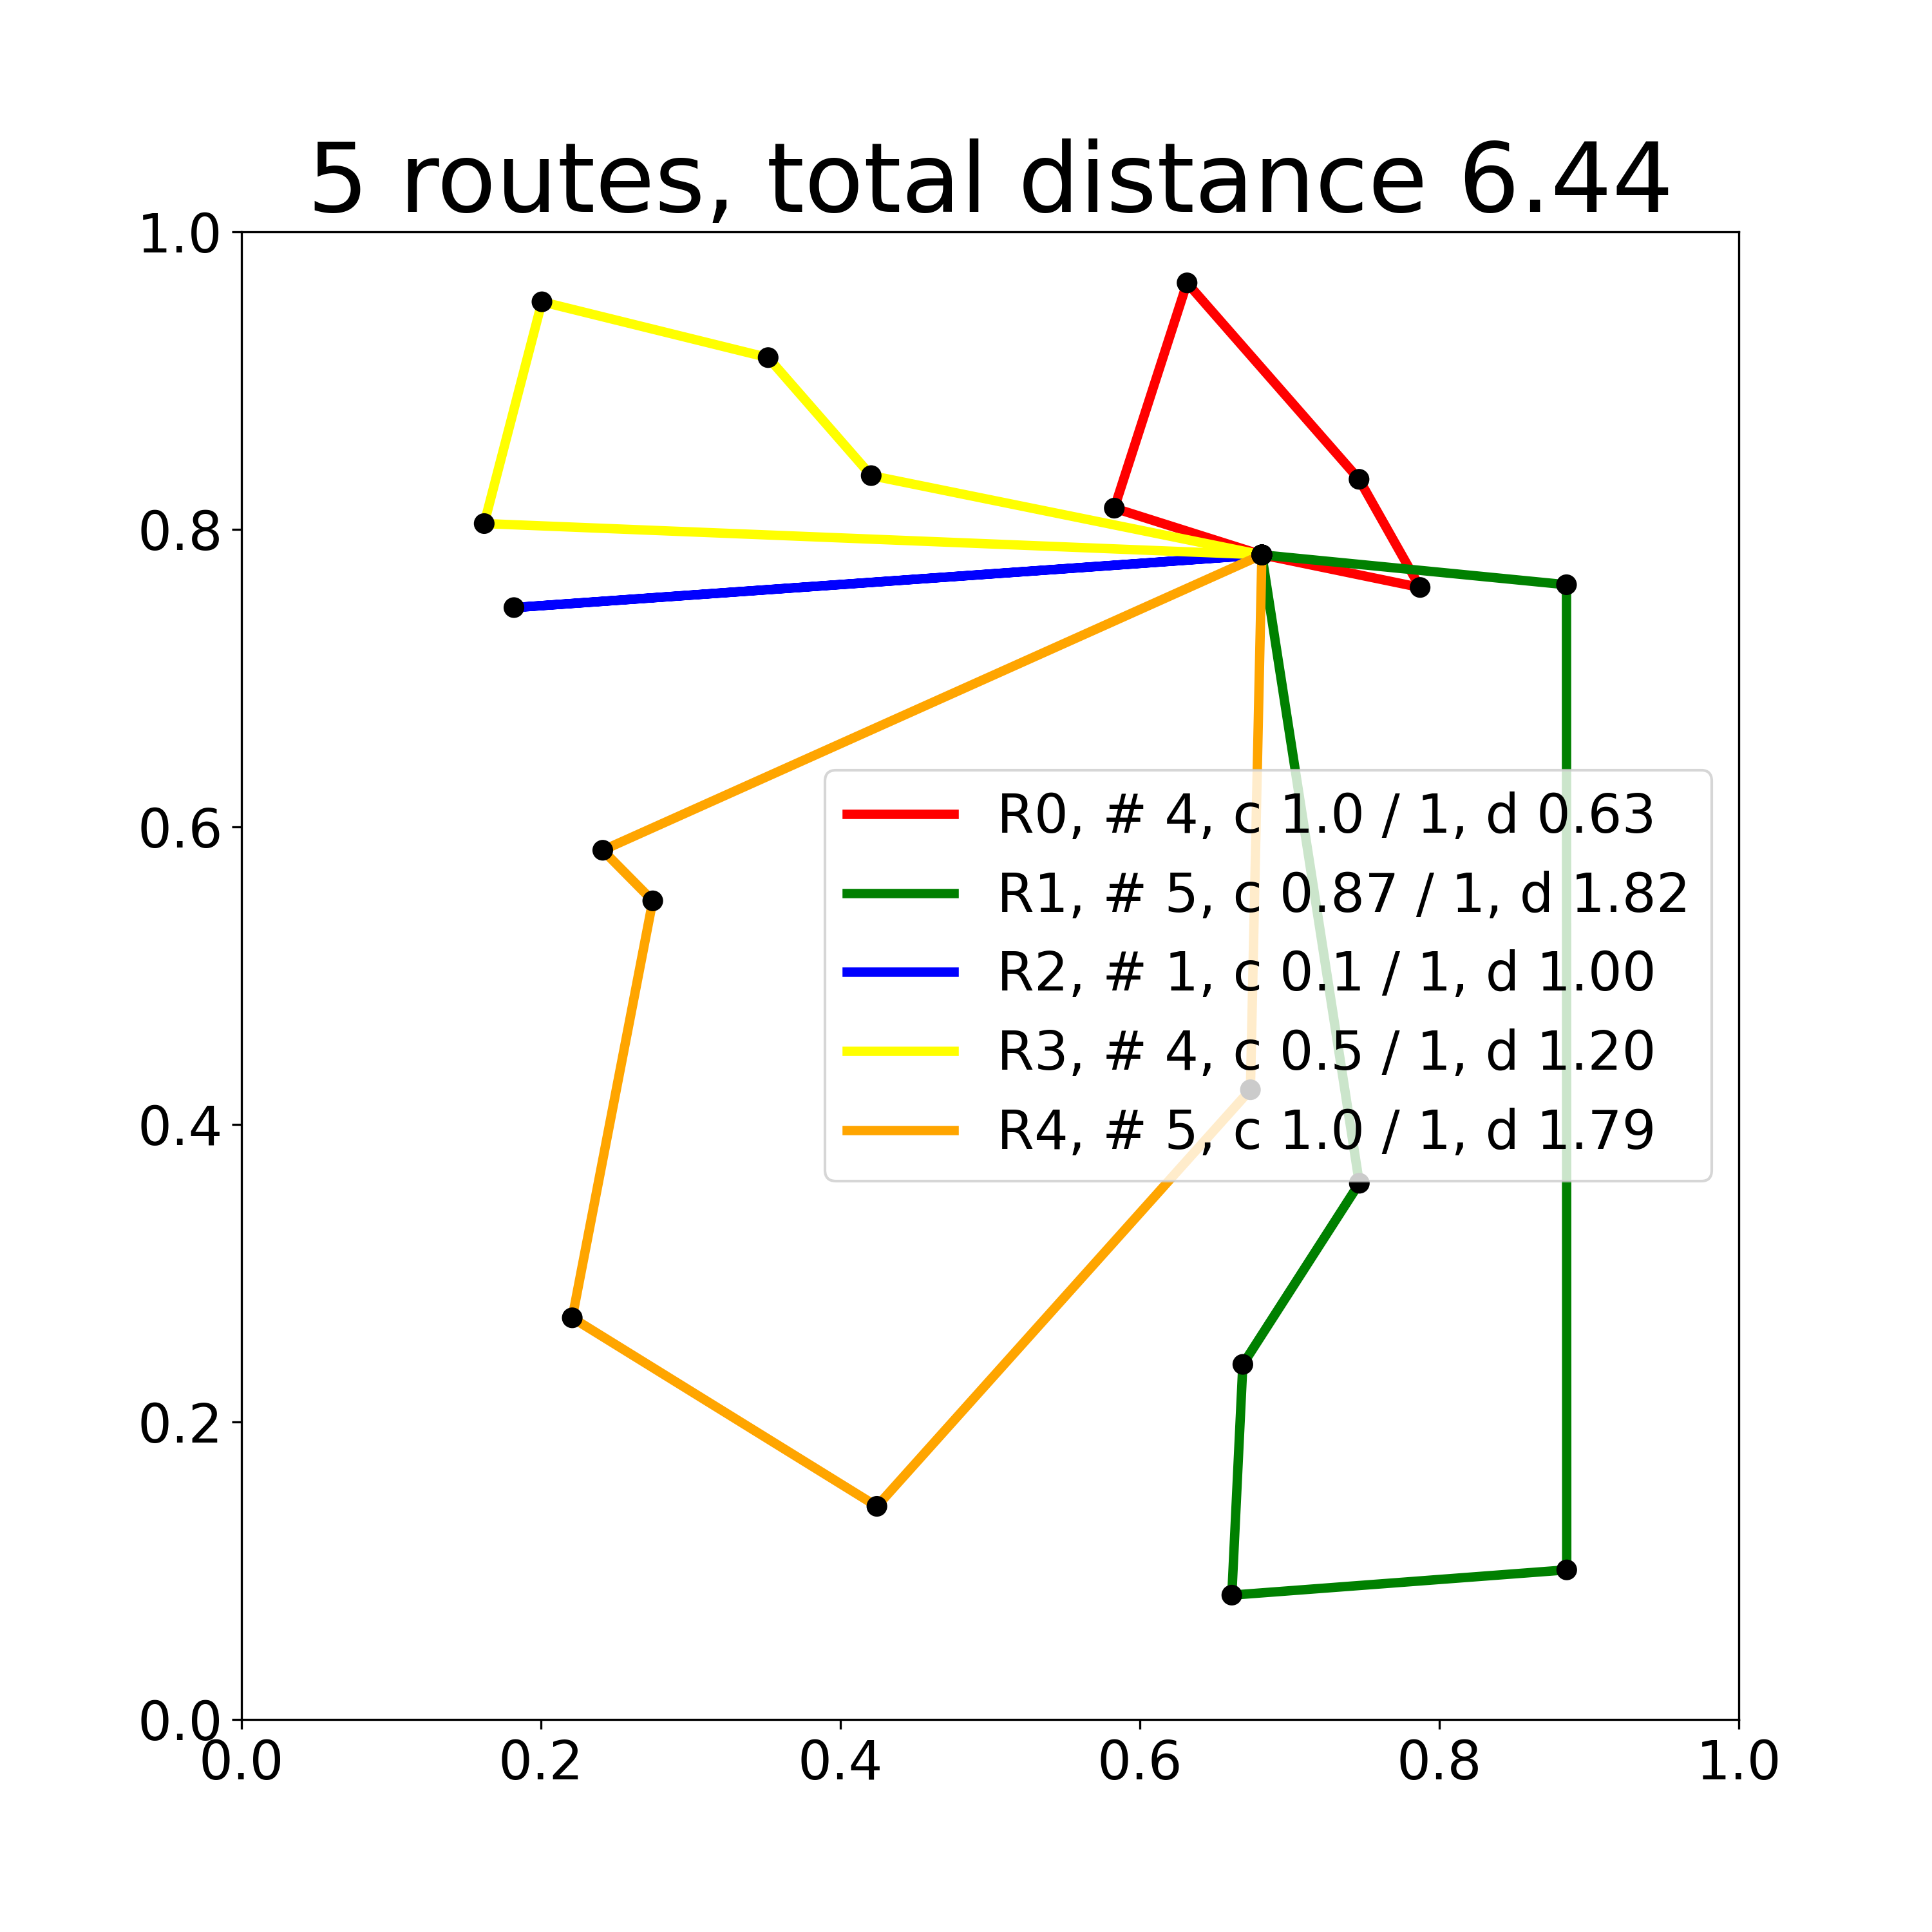 5 routes, total distance 6.44
1.0
0.8
0.6
0.4
0.2
0.0
R0, # 4, c 1.0 / 1, d 0.63
R1, # 5, c 0.87 / 1, d 1.82
R2, # 1, c 0.1 / 1, d 1.00
R3, # 4, c 0.5 / 1, d 1.20
R4, # 5, c 1.0 / 1, d 1.79
0.0 0.2 0.4 0.6 0.8 1.0